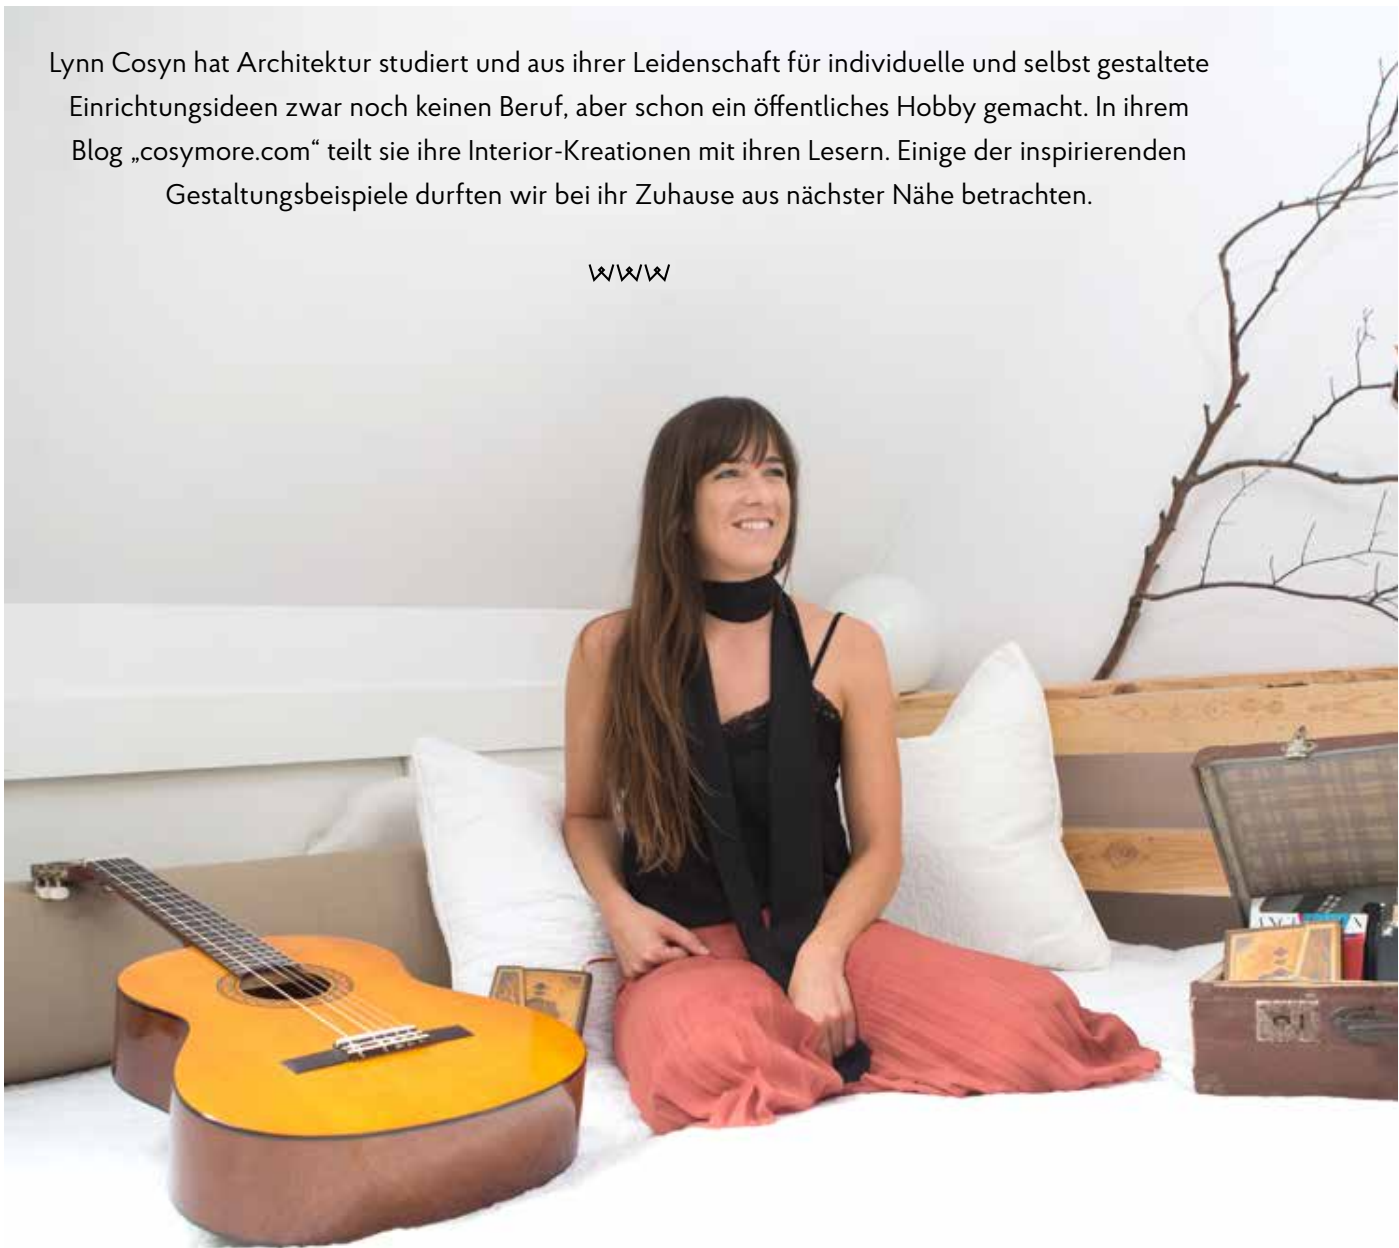 Lynn Cosyn hat Architektur studiert und aus ihrer Leidenschaft für individuelle und selbst gestaltete
Einrichtungsideen zwar noch keinen Beruf, aber schon ein öffentliches Hobby gemacht. In ihrem
Blog „cosymore.com“ teilt sie ihre Interior-Kreationen mit ihren Lesern. Einige der inspirierenden
Gestaltungsbeispiele durften wir bei ihr Zuhause aus nächster Nähe betrachten.